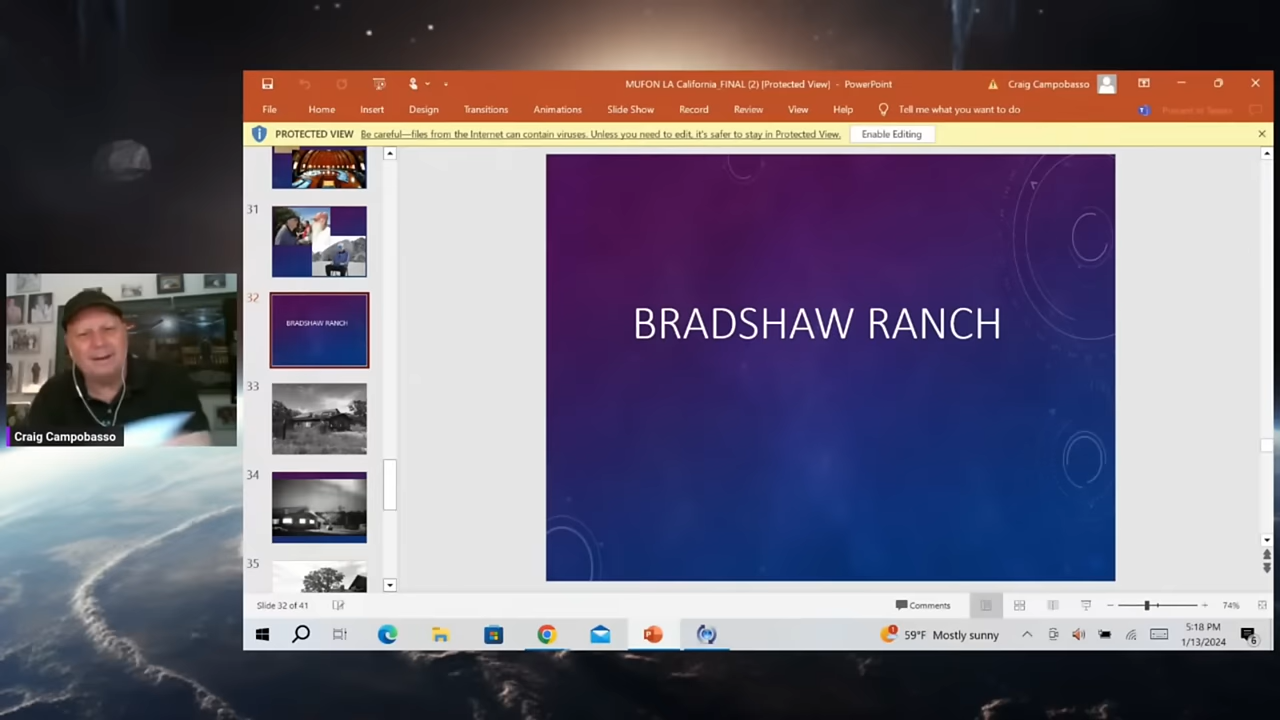 MUFON LA California_FINAL (2) [Protected View] - PowerPoint
Craig Campobasso
File Home Insert Design Transitions Animations Slide Show Record Review View Help Tell me what you want to do
PROTECTED VIEW Be careful—files from the Internet can contain viruses. Unless you need to edit, it's safer to stay in Protected View. Enable Editing
31
32
BRADSHAW RANCH
33
34
35
BRADSHAW RANCH
Craig Campobasso
Slide 32 of 41
Comments
74%
59°F Mostly sunny
5:18 PM
1/13/2024
6